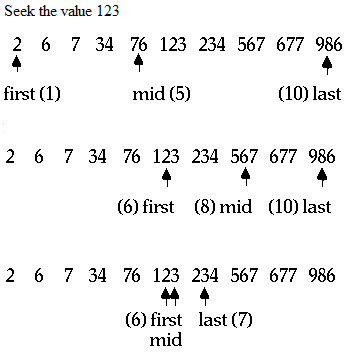 Seek the value 123
2 6 7 34 76 123 234 567 677 986
first (1) mid (5) (10) last
2 6 7 34 76 123 234 567 677 986
(6) first (8) mid (10) last
2 6 7 34 76 123 234 567 677 986
(6) first last (7)
mid